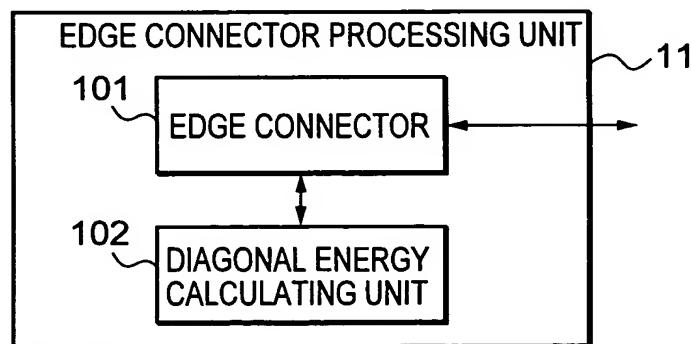 EDGE CONNECTOR PROCESSING UNIT
11
101
EDGE CONNECTOR
102
DIAGONAL ENERGY
CALCULATING UNIT